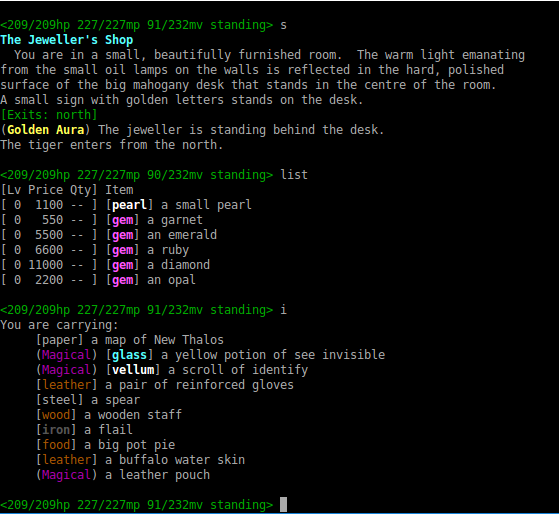 <209/209hp 227/227mp 91/232mv standing> s
The Jeweller's Shop
  You are in a small, beautifully furnished room.  The warm light emanating
from the small oil lamps on the walls is reflected in the hard, polished
surface of the big mahogany desk that stands in the centre of the room.
A small sign with golden letters stands on the desk.
[Exits: north]
(Golden Aura) The jeweller is standing behind the desk.
The tiger enters from the north.
<209/209hp 227/227mp 90/232mv standing> list
[Lv Price Qty] Item
[ 0  1100 -- ] [pearl] a small pearl
[ 0   550 -- ] [gem] a garnet
[ 0  5500 -- ] [gem] an emerald
[ 0  6600 -- ] [gem] a ruby
[ 0 11000 -- ] [gem] a diamond
[ 0  2200 -- ] [gem] an opal
<209/209hp 227/227mp 91/232mv standing> i
You are carrying:
     [paper] a map of New Thalos
     (Magical) [glass] a yellow potion of see invisible
     (Magical) [vellum] a scroll of identify
     [leather] a pair of reinforced gloves
     [steel] a spear
     [wood] a wooden staff
     [iron] a flail
     [food] a big pot pie
     [leather] a buffalo water skin
     (Magical) a leather pouch
<209/209hp 227/227mp 91/232mv standing>